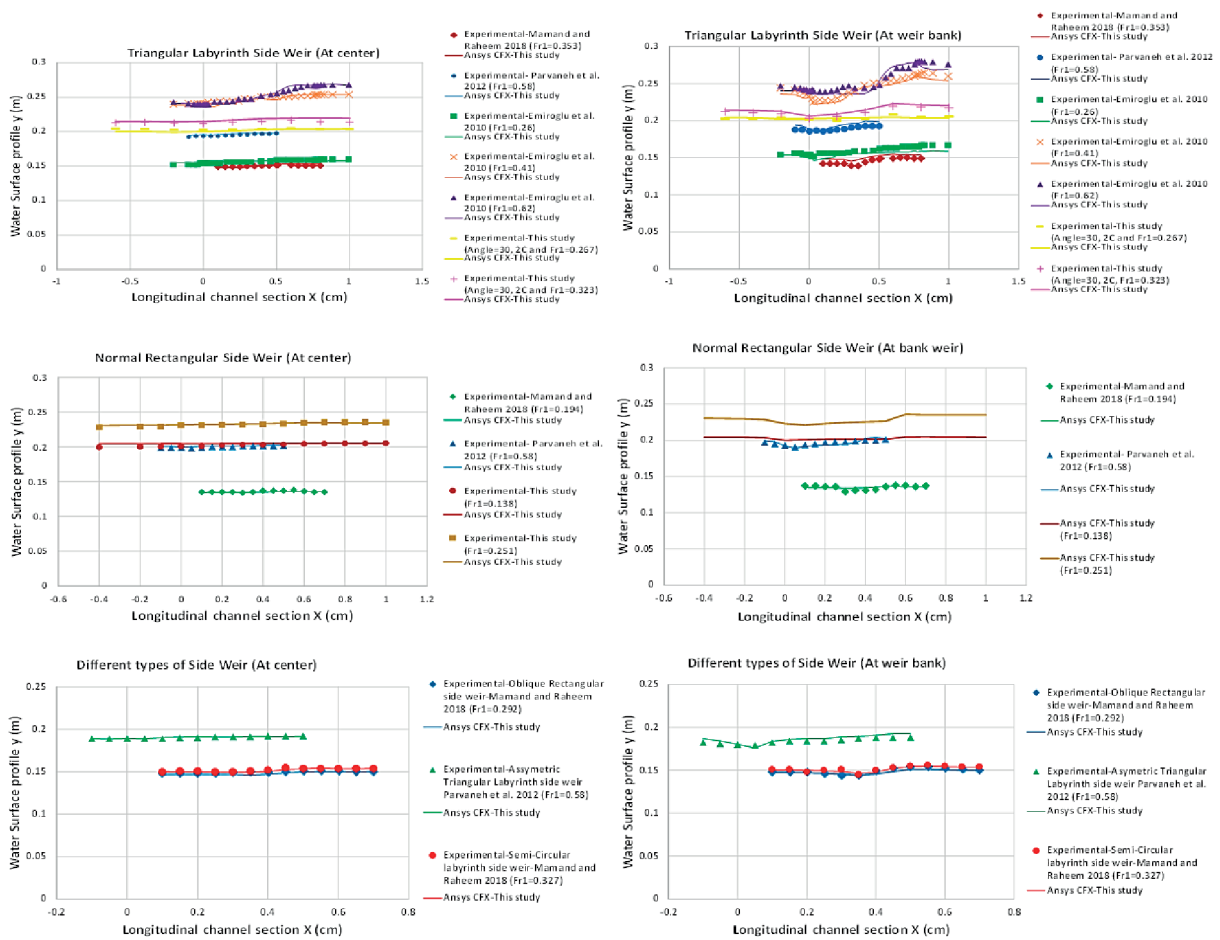 Triangular Labyrinth Side Weir (At center)
Water Surface profile y (m)
0.3
0.25
0.2
0.15
0.1
0.05
0
-1
-0.5
0
0.5
1
1.5
Longitudinal channel section X (cm)
Experimental-Mamand and
Raheem 2018 (Fr1=0.353)
Ansys CFX-This study
Experimental- Parvaneh et al.
2012 (Fr1=0.58)
Ansys CFX-This study
Experimental-Emiroglu et al.
2010 (Fr1=0.26)
Ansys CFX-This study
Experimental-Emiroglu et al.
2010 (Fr1=0.41)
Ansys CFX-This study
Experimental-Emiroglu et al.
2010 (Fr1=0.62)
Ansys CFX-This study
Experimental-This study
(Angle=30, 2C and Fr1=0.267)
Ansys CFX-This study
Experimental-This study
(Angle=30, 2C and Fr1=0.323)
Ansys CFX-This study
Triangular Labyrinth Side Weir (At weir bank)
Water Surface profile y (m)
0.3
0.25
0.2
0.15
0.1
0.05
0
-1
-0.5
0
0.5
1
1.5
Longitudinal channel section X (cm)
Experimental-Mamand and
Raheem 2018 (Fr1=0.353)
Ansys CFX-This study
Experimental- Parvaneh et al. 2012
(Fr1=0.58)
Ansys CFX-This study
Experimental-Emiroglu et al. 2010
(Fr1=0.26)
Ansys CFX-This study
Experimental-Emiroglu et al. 2010
(Fr1=0.41)
Ansys CFX-This study
Experimental-Emiroglu et al. 2010
(Fr1=0.62)
Ansys CFX-This study
Experimental-This study
(Angle=30, 2C and Fr1=0.267)
Ansys CFX-This study
Experimental-This study
(Angle=30, 2C, Fr1=0.323)
Ansys CFX-This study
Normal Rectangular Side Weir (At center)
Water Surface profile y (m)
0.3
0.25
0.2
0.15
0.1
0.05
0
-0.6
-0.4
-0.2
0
0.2
0.4
0.6
0.8
1
1.2
Longitudinal channel section X (cm)
Experimental-Mamand and
Raheem 2018 (Fr1=0.194)
Ansys CFX-This study
Experimental- Parvaneh et al.
2012 (Fr1=0.58)
Ansys CFX-This study
Experimental-This study
(Fr1=0.138)
Ansys CFX-This study
Experimental-This study
(Fr1=0.251)
Ansys CFX-This study
Normal Rectangular Side Weir (At bank weir)
Water Surface profile y (m)
0.3
0.25
0.2
0.15
0.1
0.05
0
-0.6
-0.4
-0.2
0
0.2
0.4
0.6
0.8
1
1.2
Longitudinal channel section X (cm)
Experimental-Mamand and
Raheem 2018 (Fr1=0.194)
Ansys CFX-This study
Experimental- Parvaneh et al.
2012 (Fr1=0.58)
Ansys CFX-This study
Ansys CFX-This study
(Fr1=0.138)
Ansys CFX-This study
(Fr1=0.251)
Different types of Side Weir (At center)
Water Surface profile y (m)
0.25
0.2
0.15
0.1
0.05
0
-0.2
0
0.2
0.4
0.6
0.8
Longitudinal channel section X (cm)
Experimental-Oblique Rectangular
side weir-Mamand and Raheem
2018 (Fr1=0.292)
Ansys CFX-This study
Experimental-Assymetric
Triangular Labyrinth side weir
Parvaneh et al. 2012 (Fr1=0.58)
Ansys CFX-This study
Experimental-Semi-Circular
labyrinth side weir-Mamand and
Raheem 2018 (Fr1=0.327)
Ansys CFX-This study
Different types of Side Weir (At weir bank)
Water Surface profile y (m)
0.25
0.2
0.15
0.1
0.05
0
-0.2
0
0.2
0.4
0.6
0.8
Longitudinal channel section X (cm)
Experimental-Oblique Rectangular
side weir-Mamand and Raheem
2018 (Fr1=0.292)
Ansys CFX-This study
Experimental-Asymetric Triangular
Labyrinth side weir Parvaneh et al.
2012 (Fr1=0.58)
Ansys CFX-This study
Experimental-Semi-Circular
labyrinth side weir-Mamand and
Raheem 2018 (Fr1=0.327)
Ansys CFX-This study